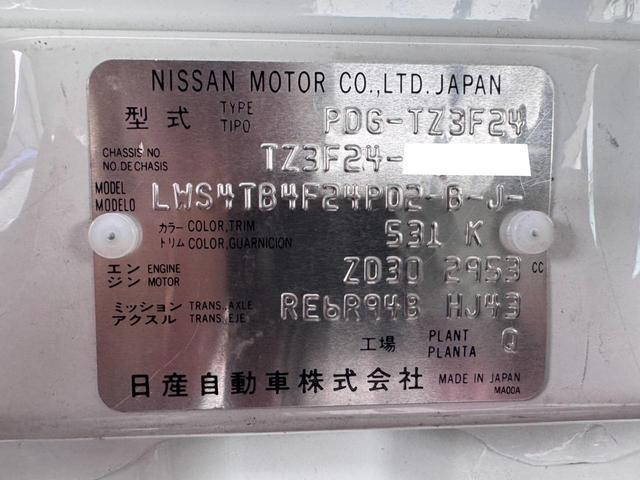 NISSAN MOTOR CO.,LTD. JAPAN
型式 TYPE TIPO PDG-TZ3F24
CHASSIS NO NO. DE CHASIS TZ3F24-
MODEL MODELO LWS4TB4F24PD2-B-J-
カラー COLOR,TRIM トリム COLOR,GUARNICION 531 K
エンジン ENGINE MOTOR ZD30 2953 CC
ミッション TRANS.,AXLE アクスル TRANS.,EJE RE6R94B HJ43
工場 PLANT PLANTA Q
日産自動車株式会社 MADE IN JAPAN
MA00A